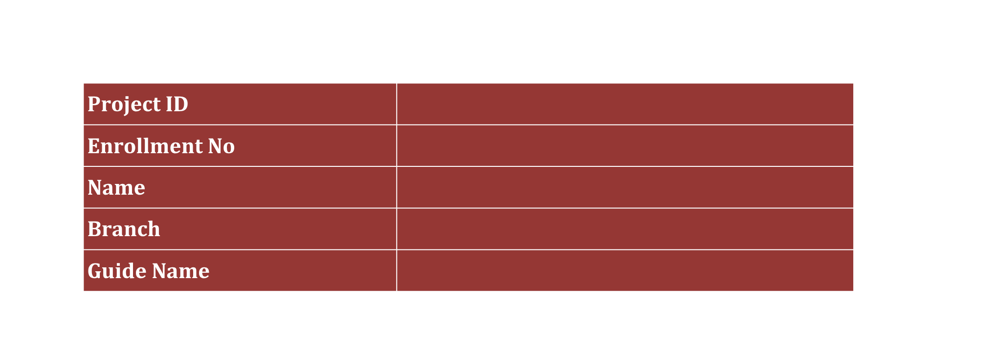 Project ID
Enrollment No
Name
Branch
Guide Name